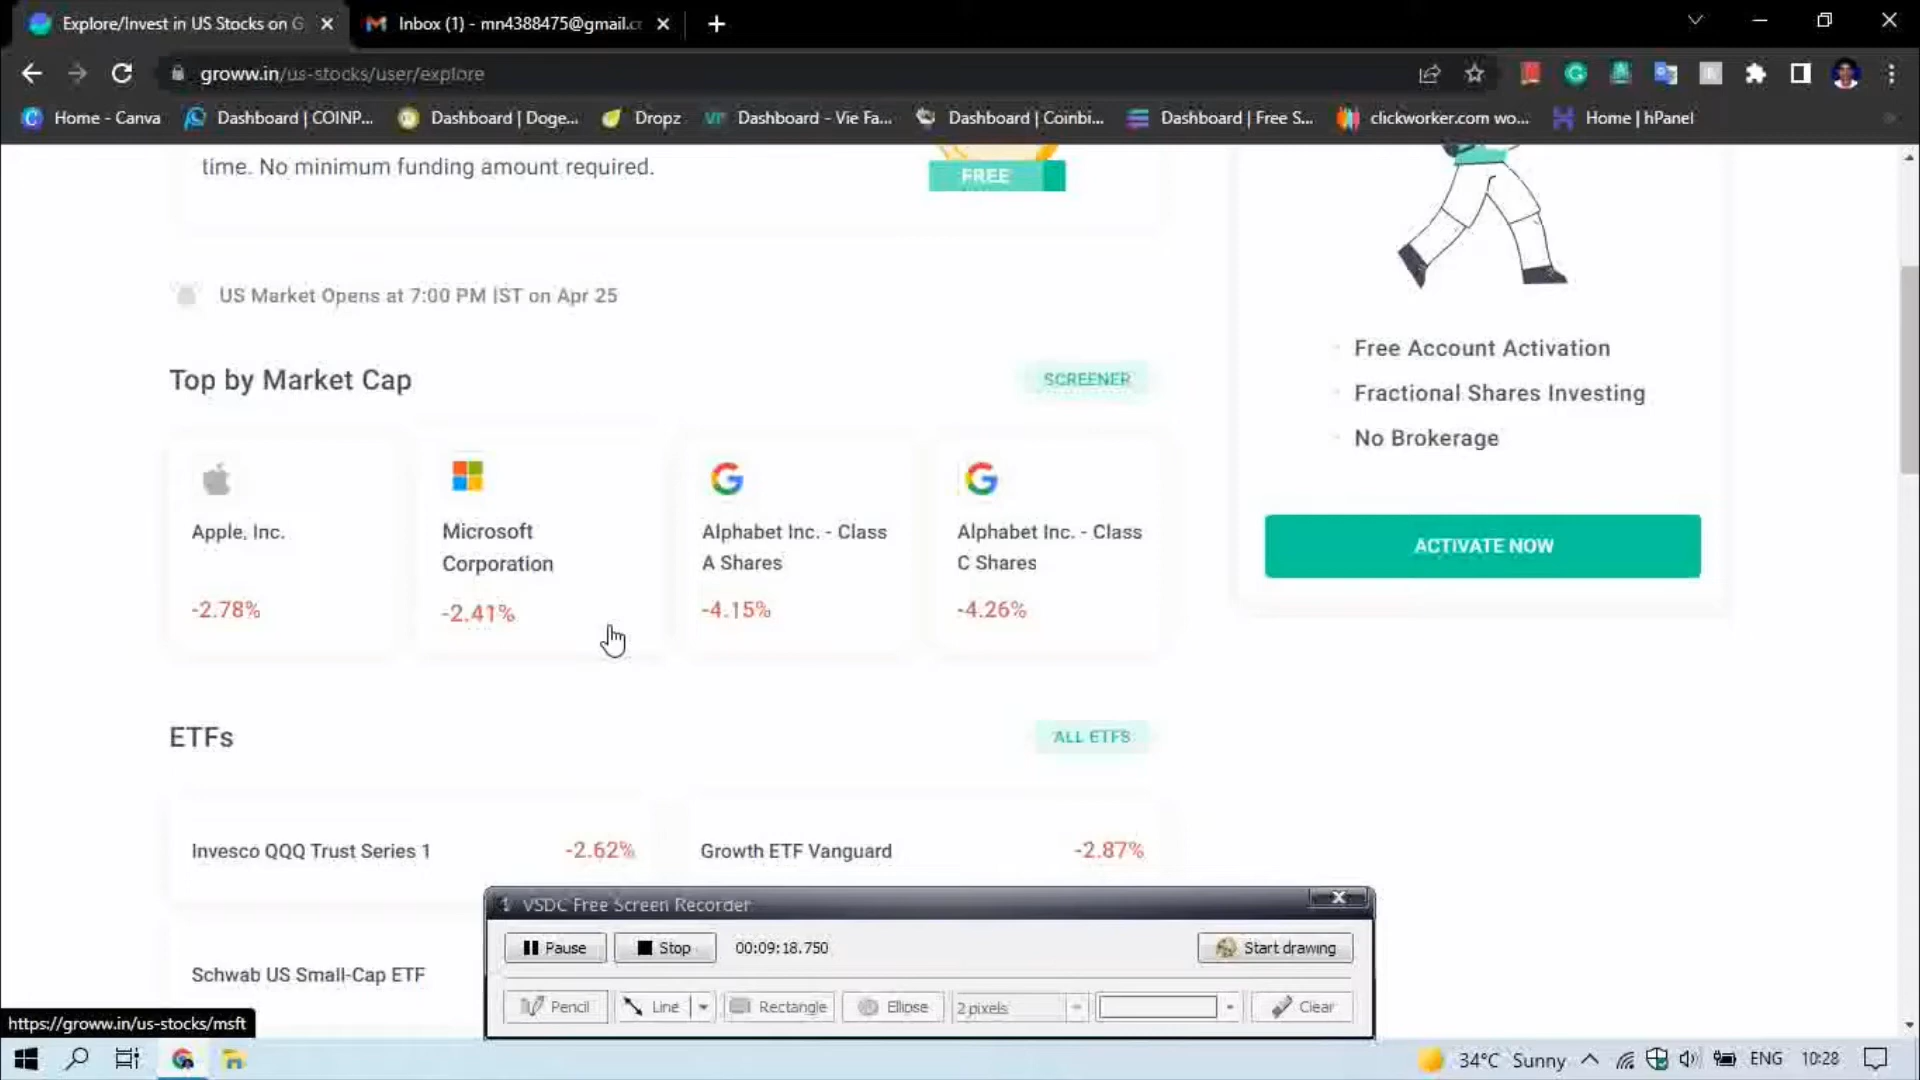 Explore/Invest in US Stocks on G
Inbox (1) - mn4388475@gmail.c
groww.in/us-stocks/user/explore
Home - Canva
Dashboard | COINP...
Dashboard | Doge...
Dropz
Dashboard - Vie Fa...
Dashboard | Coinbi...
Dashboard | Free S...
clickworker.com wo...
Home | hPanel
time. No minimum funding amount required.
FREE
US Market Opens at 7:00 PM IST on Apr 25
Top by Market Cap
SCREENER
Apple, Inc.
-2.78%
Microsoft
Corporation
-2.41%
Alphabet Inc. - Class
A Shares
-4.15%
Alphabet Inc. - Class
C Shares
-4.26%
Free Account Activation
Fractional Shares Investing
No Brokerage
ACTIVATE NOW
ETFs
ALL ETFS
Invesco QQQ Trust Series 1
-2.62%
Growth ETF Vanguard
-2.87%
Schwab US Small-Cap ETF
VSDC Free Screen Recorder
Pause
Stop
00:09:18.750
Start drawing
Pencil
Line
Rectangle
Ellipse
2 pixels
Clear
https://groww.in/us-stocks/msft
34°C Sunny
ENG
10:28